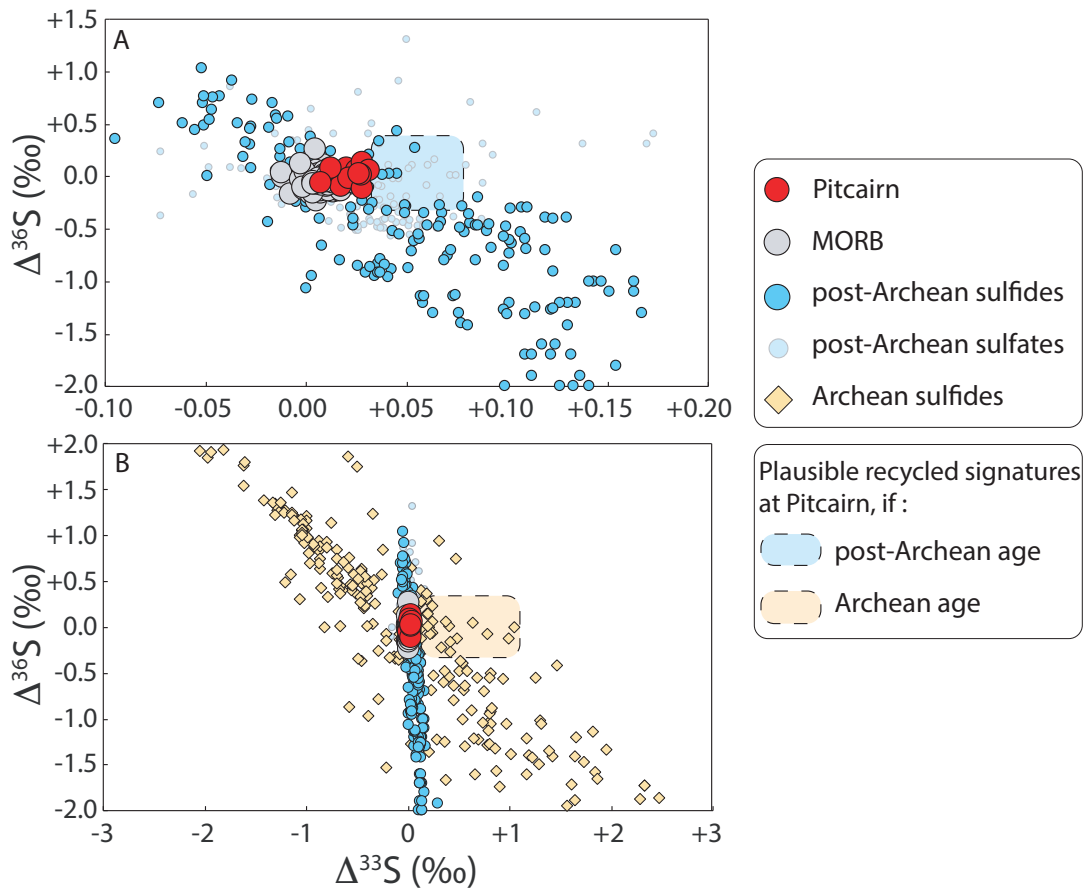 A
+1.5
+1.0
+0.5
0.0
-0.5
-1.0
-1.5
-2.0
Δ36S (‰)
-0.10 -0.05 0.00 +0.05 +0.10 +0.15 +0.20
B
+2.0
+1.5
+1.0
+0.5
0.0
-0.5
-1.0
-1.5
-2.0
Δ36S (‰)
-3 -2 -1 0 +1 +2 +3
Δ33S (‰)
Pitcairn
MORB
post-Archean sulfides
post-Archean sulfates
Archean sulfides
Plausible recycled signatures
at Pitcairn, if :
post-Archean age
Archean age